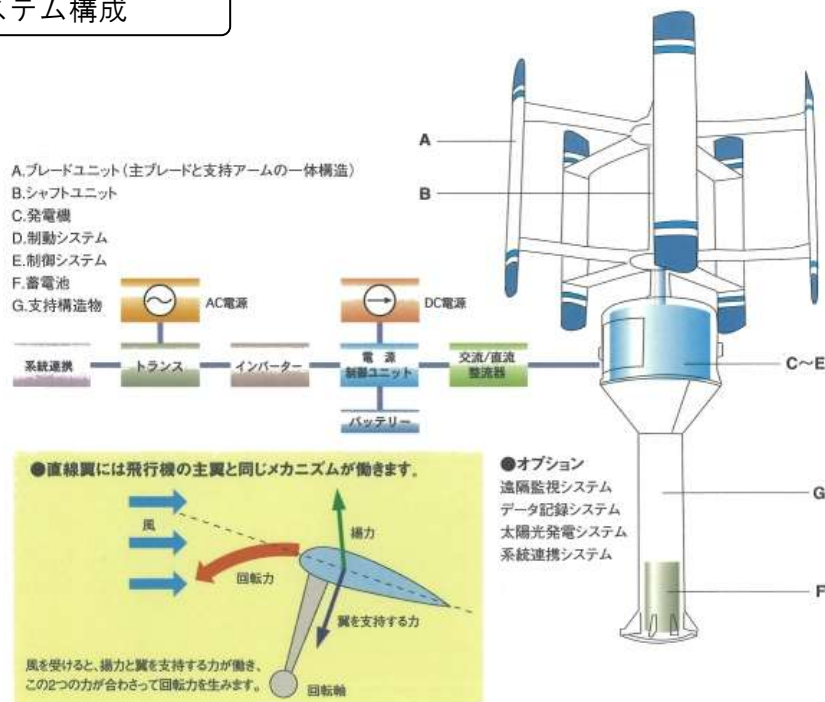 ステム構成
A.ブレードユニット(主ブレードと支持アームの一体構造)
B.シャフトユニット
C.発電機
D.制動システム
E.制御システム
F.蓄電池
G.支持構造物
AC電源
DC電源
系統連携
トランス
インバーター
電 源
制御ユニット
交流/直流
整流器
バッテリー
A
B
C～E
G
F
●直線翼には飛行機の主翼と同じメカニズムが働きます。
風
揚力
回転力
翼を支持する力
風を受けると、揚力と翼を支持する力が働き、
この2つの力が合わさって回転力を生みます。
回転軸
●オプション
遠隔監視システム
データ記録システム
太陽光発電システム
系統連携システム